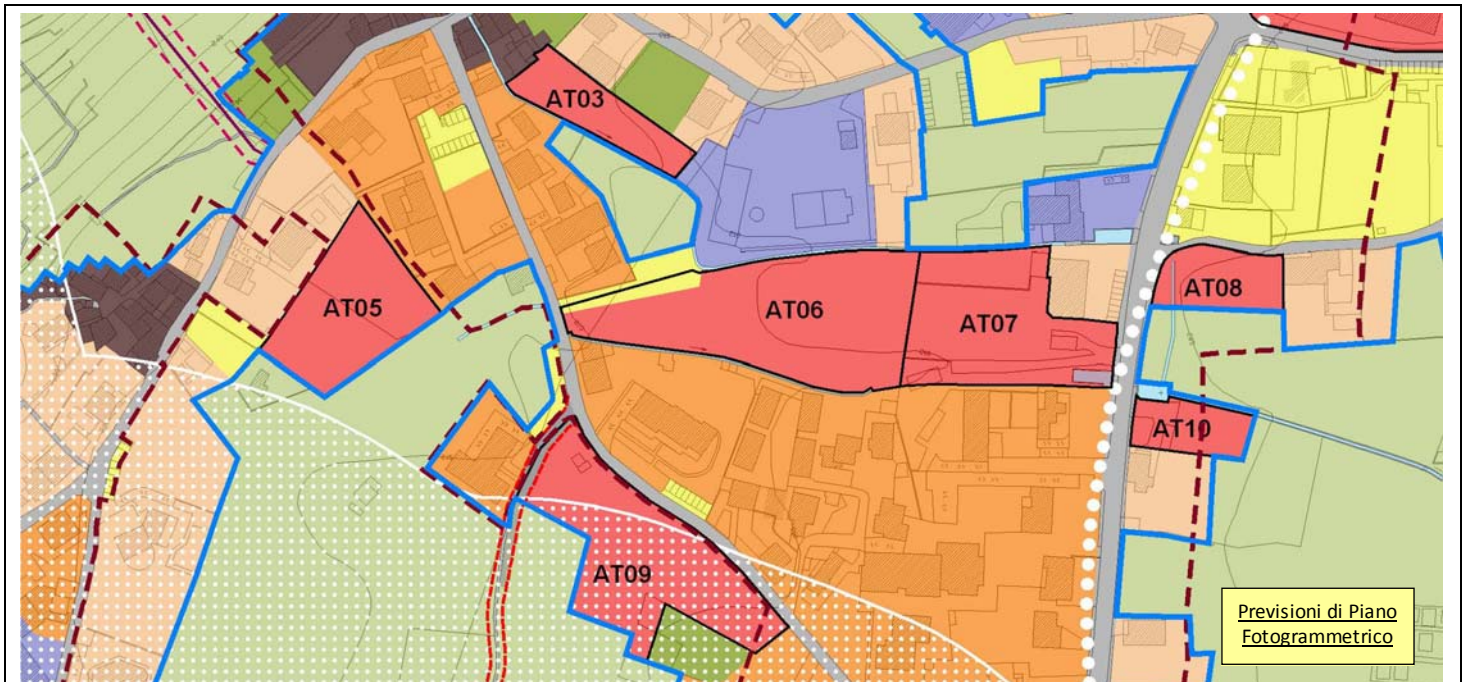 AT03
AT05
AT06
AT07
AT08
AT10
AT09
Previsioni di Piano
Fotogrammetrico